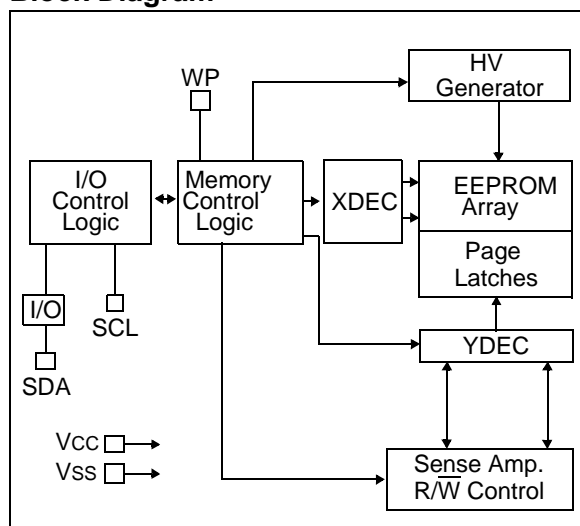 Block Diagram
WP
HV
Generator
I/O
Control
Logic
Memory
Control
Logic
XDEC
EEPROM
Array
Page
Latches
I/O
SCL
SDA
YDEC
VCC
VSS
Sense Amp.
R/W̅ Control